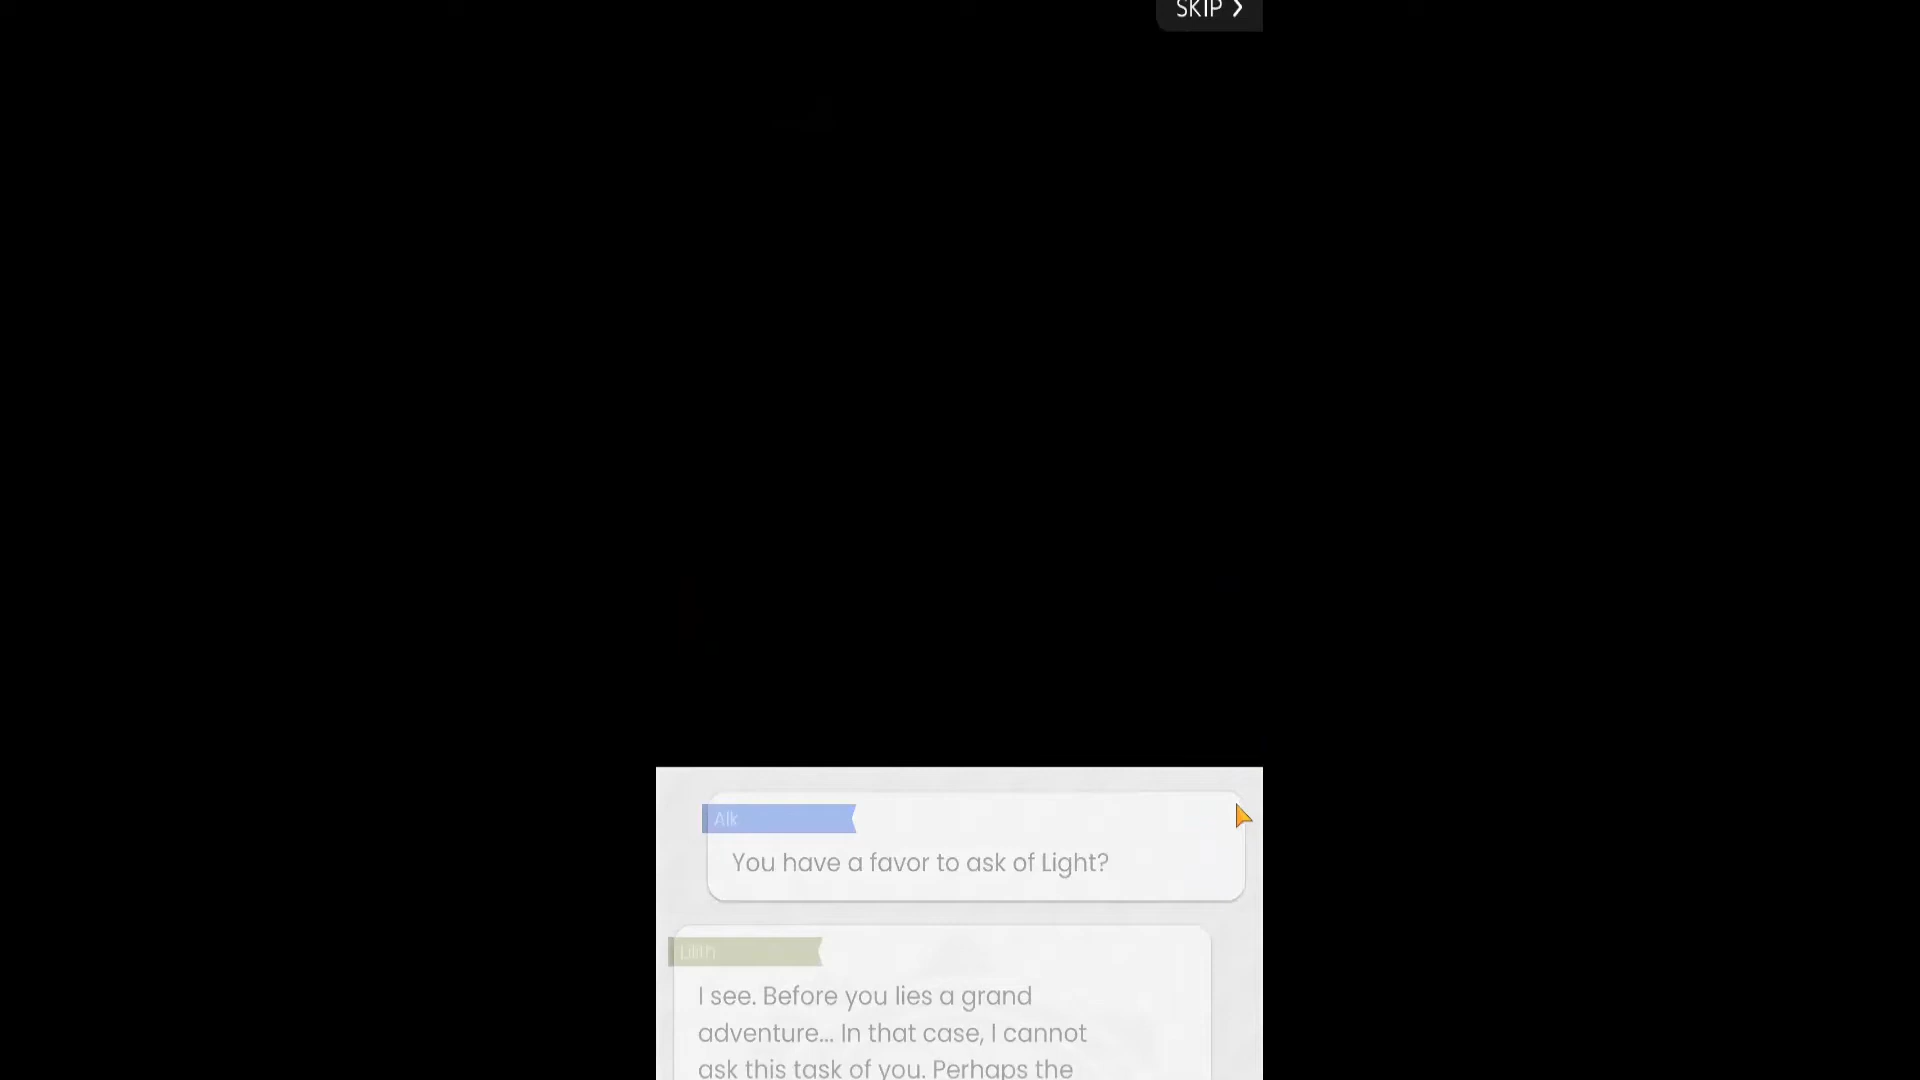 SKIP
Alk
You have a favor to ask of Light?
Lilith
I see. Before you lies a grand
adventure... In that case, I cannot
ask this task of you. Perhaps the